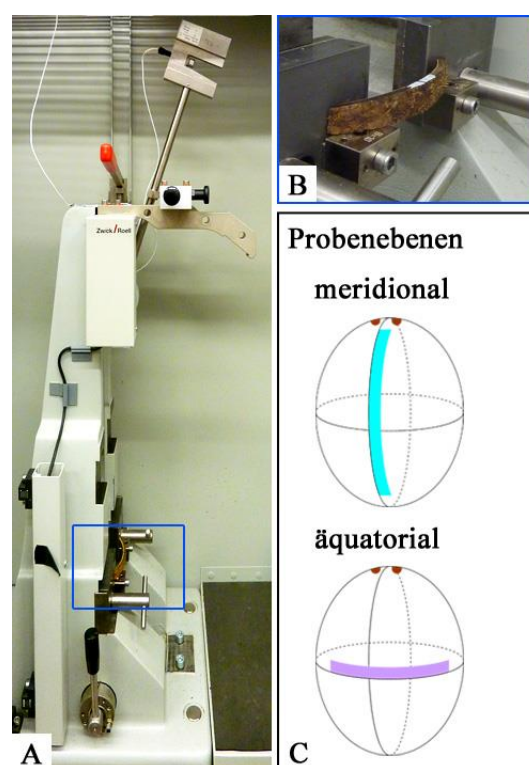 Zwick / Roell
A
B
Probenebenen
meridional
äquatorial
C